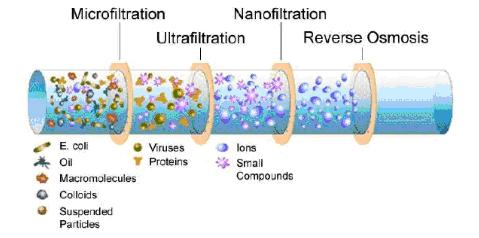 Microfiltration
Nanofiltration
Ultrafiltration
Reverse Osmosis
E. coli
Oil
Macromolecules
Colloids
Suspended
Particles
Viruses
Proteins
Ions
Small
Compounds